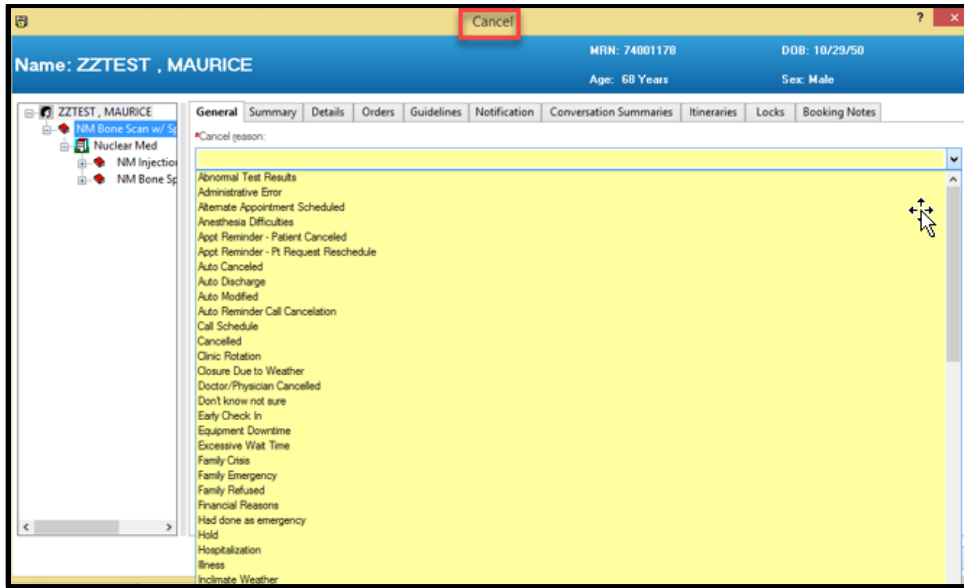 Cancel
?
Name: ZZTEST , MAURICE
MRN: 74001178
DOB: 10/29/50
Age: 68 Years
Sex: Male
ZZTEST , MAURICE
NM Bone Scan w/ Sp
Nuclear Med
NM Injection
NM Bone Sp
General Summary Details Orders Guidelines Notification Conversation Summaries Itineraries Locks Booking Notes
*Cancel reason:
Abnormal Test Results
Administrative Error
Alternate Appointment Scheduled
Anesthesia Difficulties
Appt Reminder - Patient Canceled
Appt Reminder - Pt Request Reschedule
Auto Canceled
Auto Discharge
Auto Modified
Auto Reminder Call Cancelation
Call Schedule
Cancelled
Clinic Rotation
Closure Due to Weather
Doctor/Physician Cancelled
Don't know not sure
Early Check In
Equipment Downtime
Excessive Wait Time
Family Crisis
Family Emergency
Family Refused
Financial Reasons
Had done as emergency
Hold
Hospitalization
Illness
Inclimate Weather